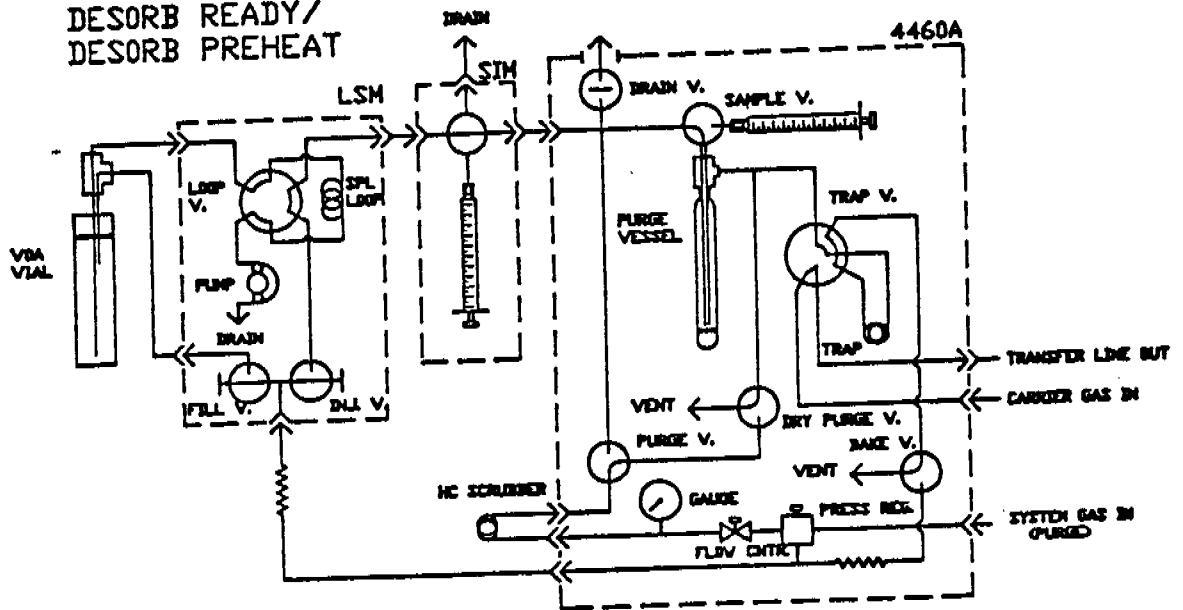 DESORB READY/
DESORB PREHEAT
DRAIN
4460A
SIM
LSM
DRAIN V.
SAMPLE V.
LOOP
V.
SPL
LOOP
TRAP V.
PURGE
VESSEL
VOA
VIAL
PUMP
DRAIN
TRAP
TRANSFER LINE OUT
CARRIER GAS IN
FILL V.
INJ. V.
VENT
DRY PURGE V.
PURGE V.
BAKE V.
VENT
HC SCRUBBER
GAUGE
PRESS REG.
SYSTEM GAS IN
(PURGE)
FLOW CNTR.